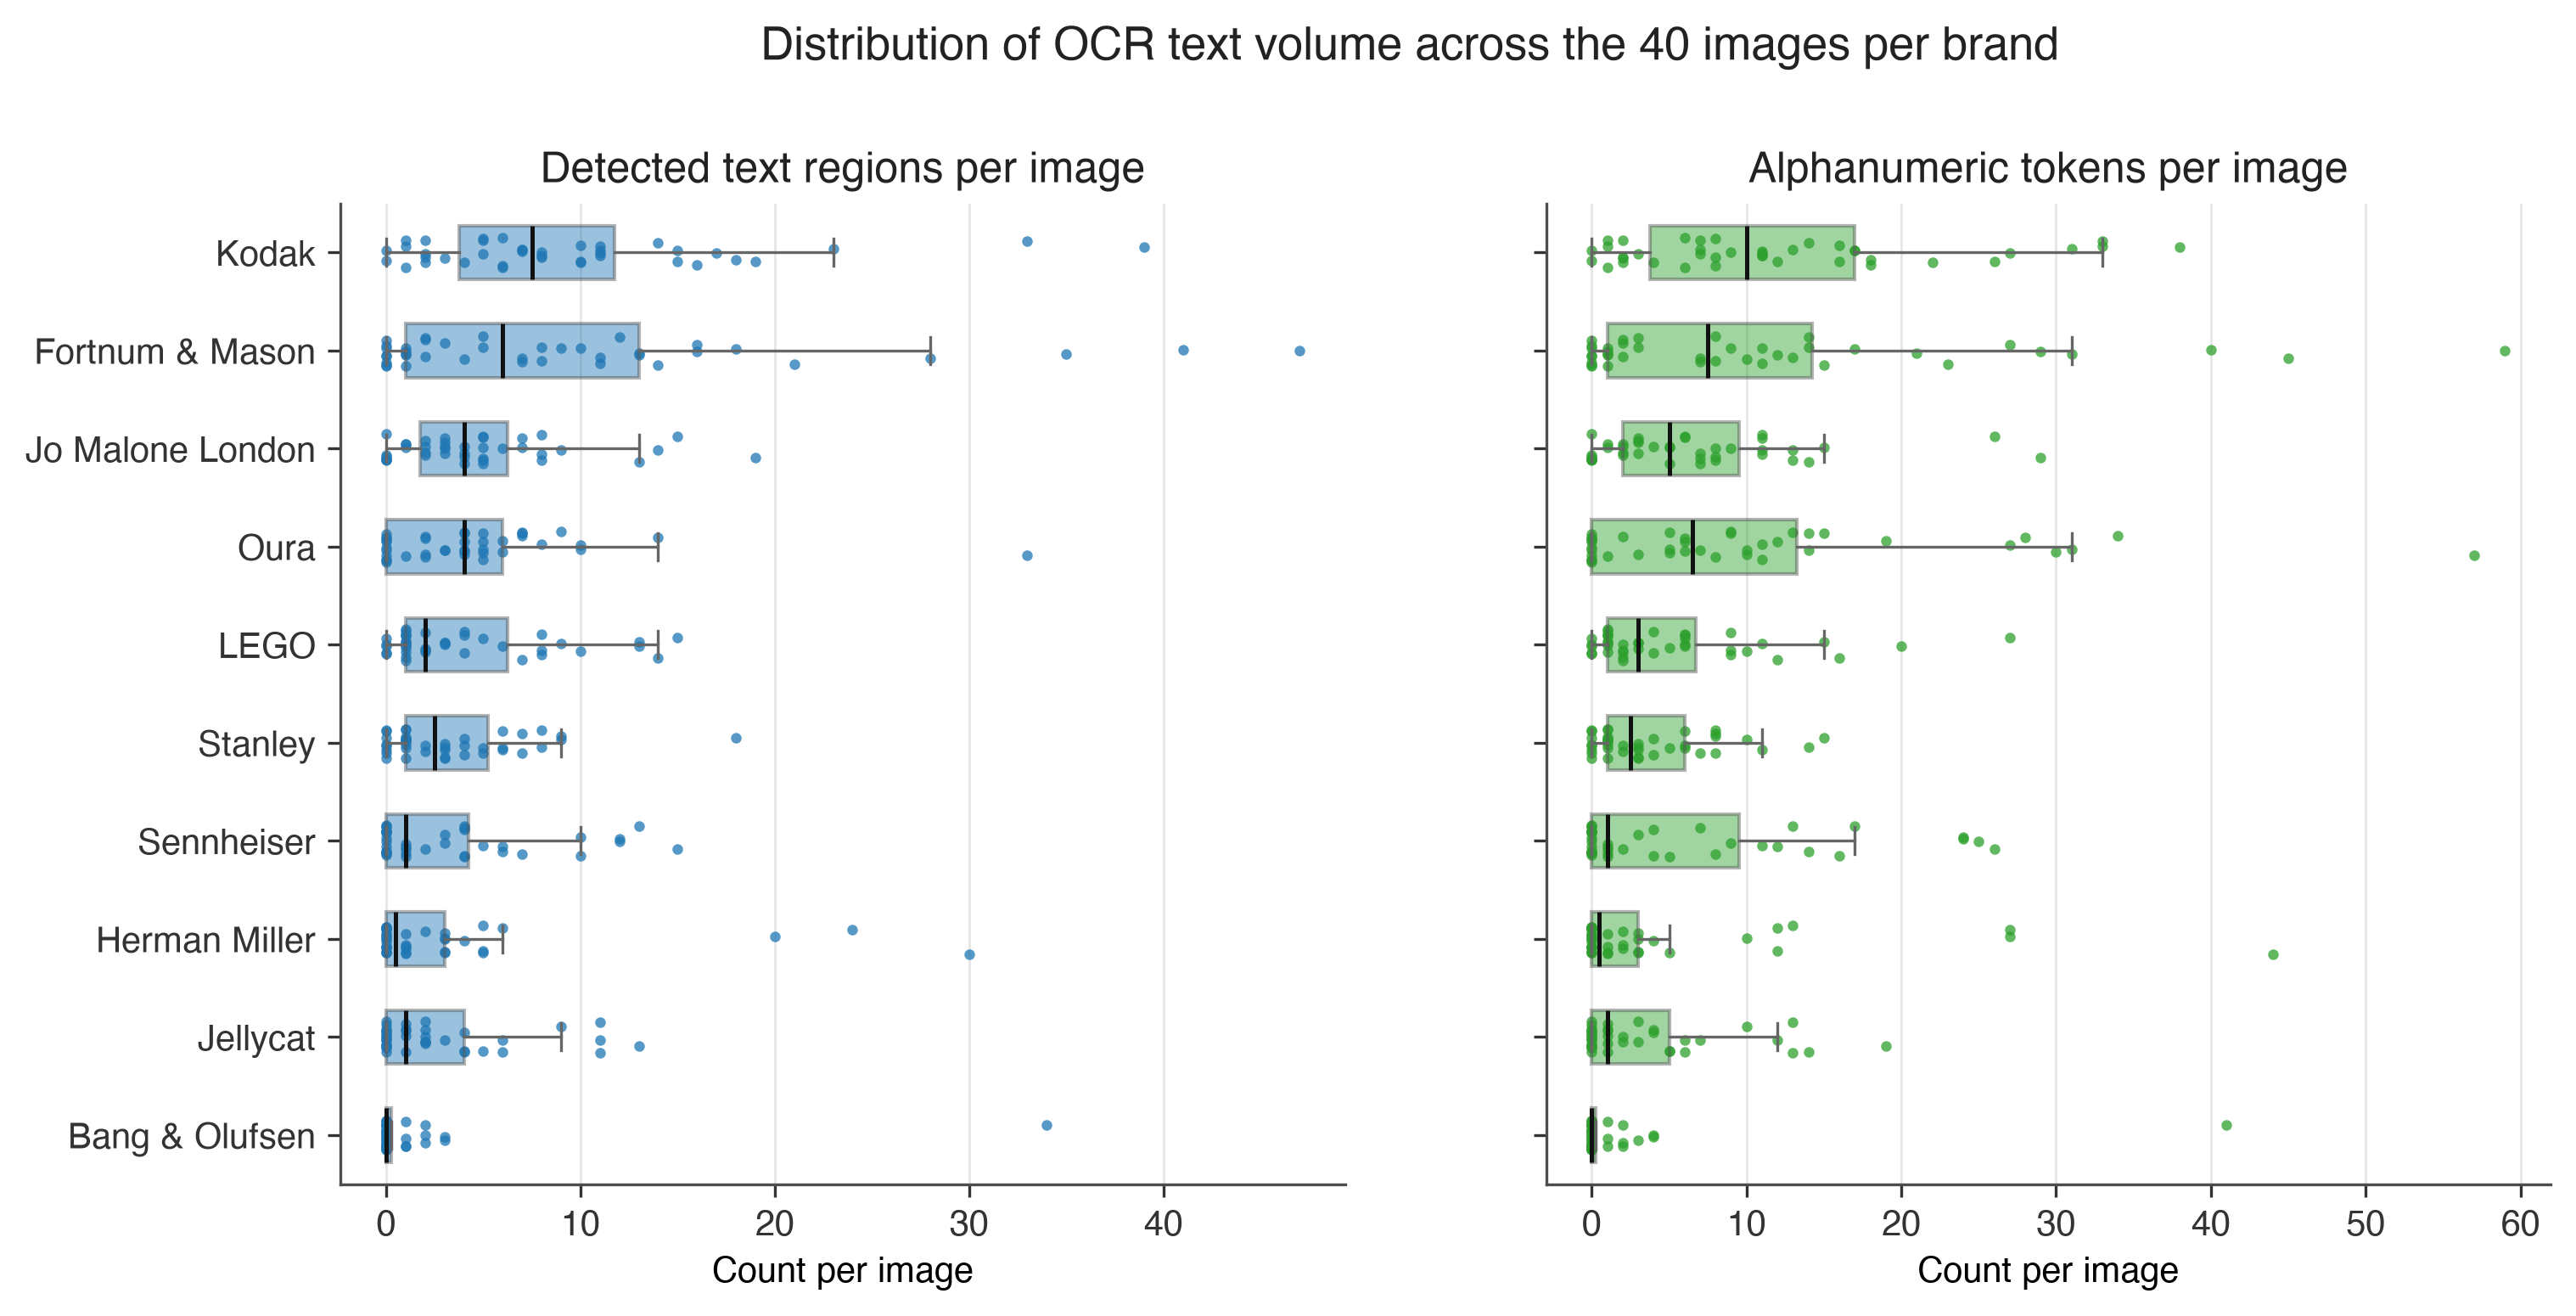 Distribution of OCR text volume across the 40 images per brand
Detected text regions per image
Kodak
Fortnum & Mason
Jo Malone London
Oura
LEGO
Stanley
Sennheiser
Herman Miller
Jellycat
Bang & Olufsen
0 10 20 30 40
Count per image
Alphanumeric tokens per image
0 10 20 30 40 50 60
Count per image